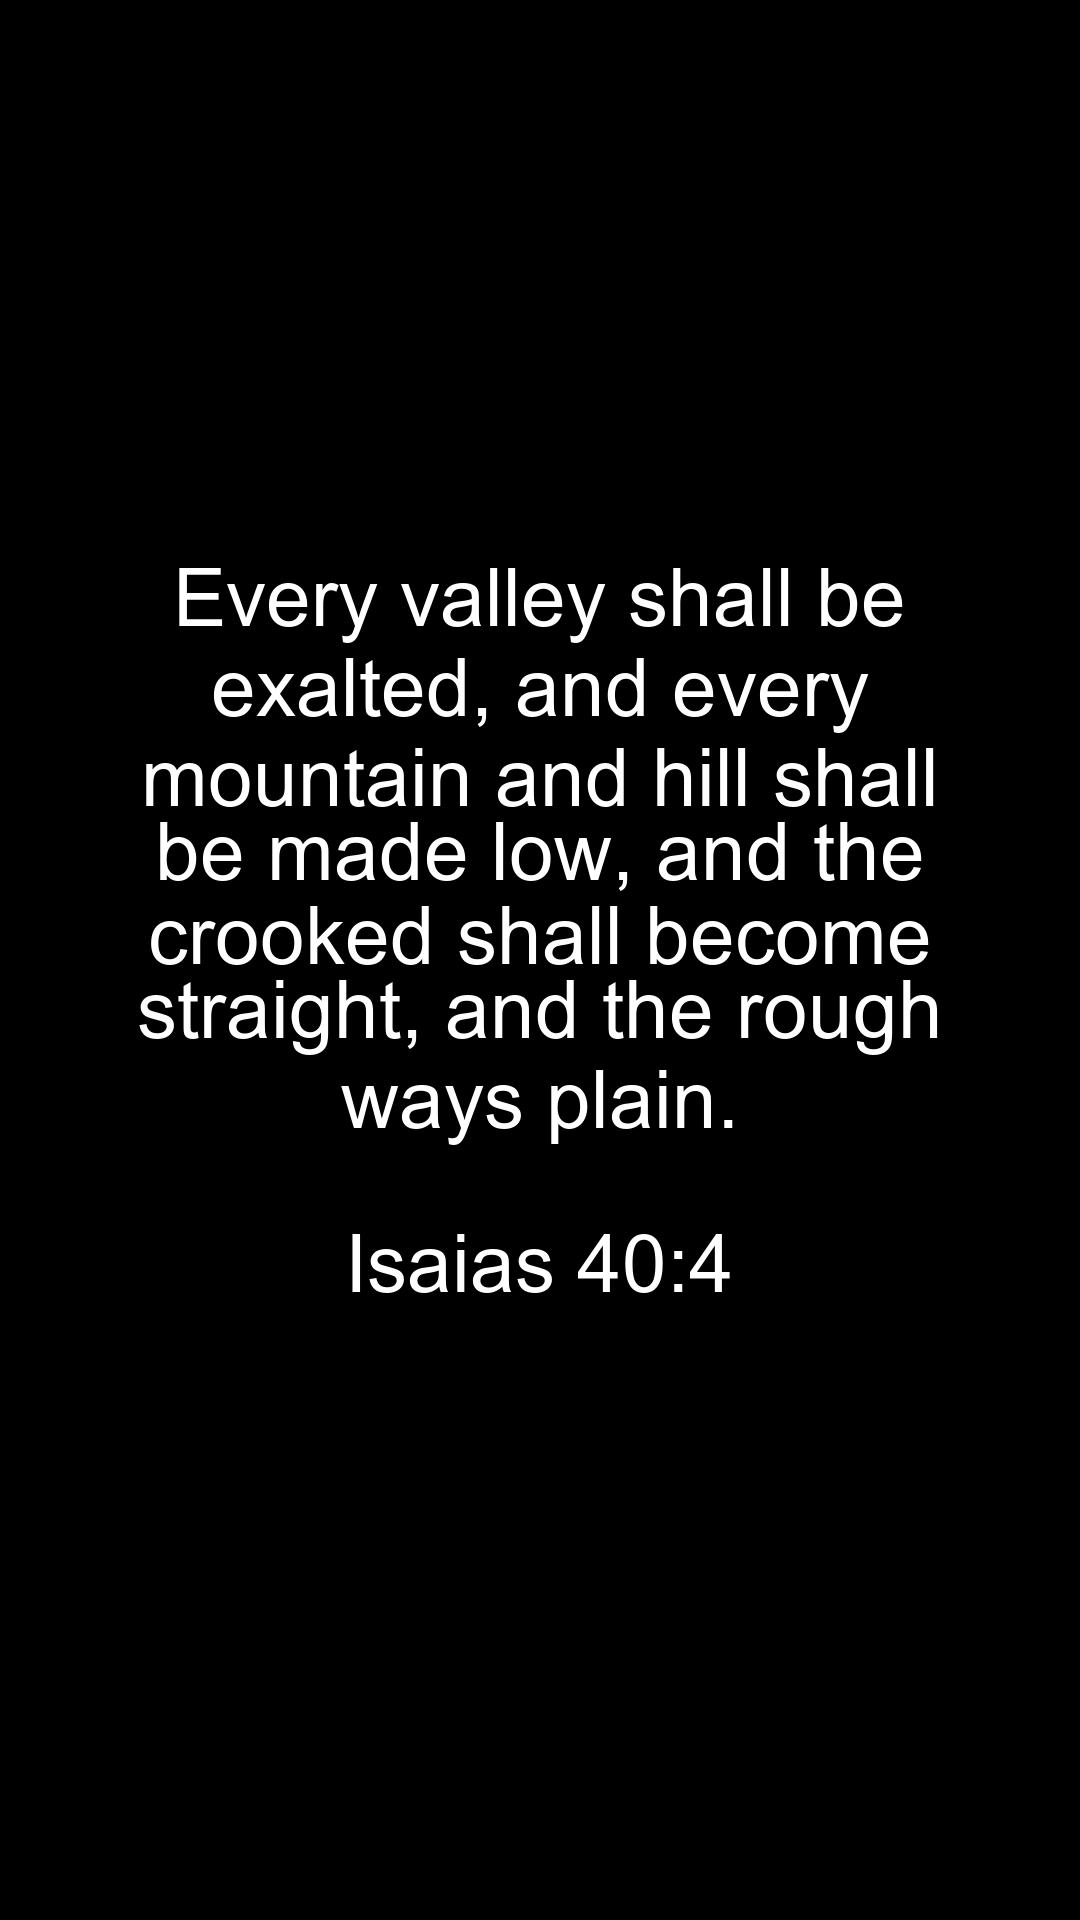 Every valley shall be
exalted, and every
mountain and hill shall
be made low, and the
crooked shall become
straight, and the rough
ways plain.
Isaias 40:4